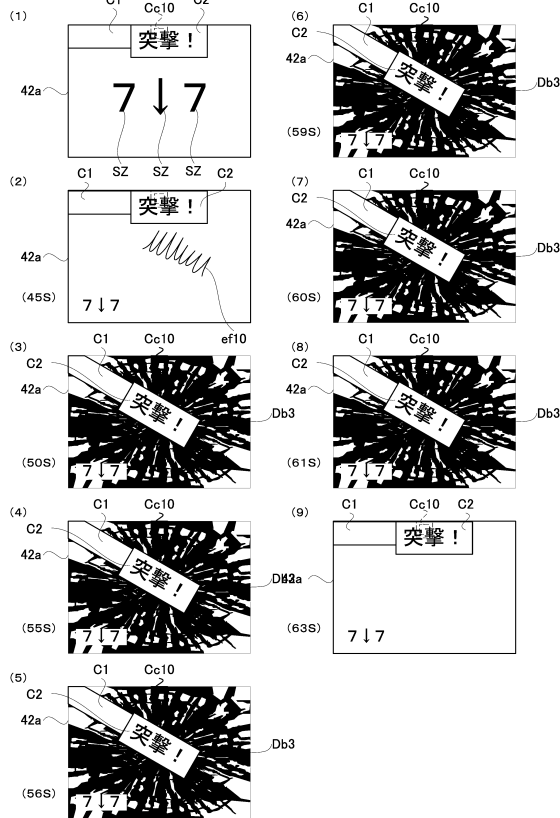 (1)
C1 Cc10 C2
突撃！
42a
7↓7
SZ SZ SZ
(2)
C1 C2
突撃！
42a
(45S)
7↓7
ef10
(3)
C1 Cc10
C2
42a
突撃！
Db3
(50S)
7↓7
(4)
C1 Cc10
C2
42a
突撃！
(55S)
7↓7
(5)
C1 Cc10
C2
42a
突撃！
Db3
(56S)
7↓7
(6)
C1 Cc10
C2
42a
突撃！
Db3
(59S)
7↓7
(7)
C1 Cc10
C2
42a
突撃！
Db3
(60S)
7↓7
(8)
C1 Cc10
C2
42a
突撃！
Db3
(61S)
7↓7
(9)
C1 Cc10 C2
突撃！
42a
(63S)
7↓7